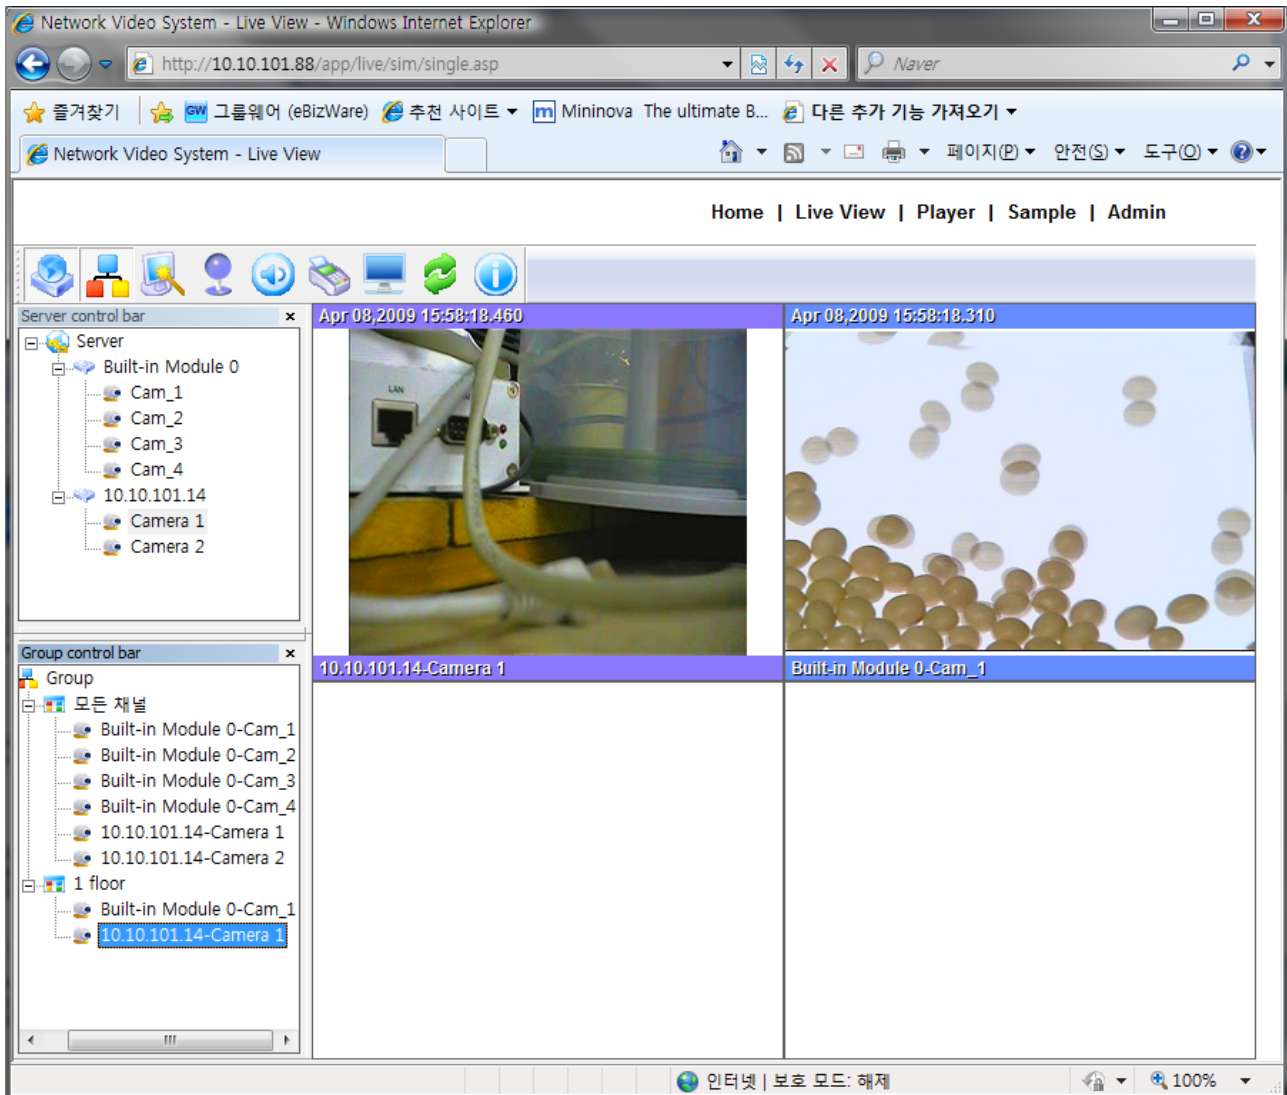 Network Video System - Live View - Windows Internet Explorer
http://10.10.101.88/app/live/sim/single.asp
Naver
즐겨찾기
GW 그룹웨어 (eBizWare)
추천 사이트
m Mininova The ultimate B...
다른 추가 기능 가져오기
Network Video System - Live View
페이지(P)
안전(S)
도구(O)
Home | Live View | Player | Sample | Admin
Server control bar
Server
Built-in Module 0
Cam_1
Cam_2
Cam_3
Cam_4
10.10.101.14
Camera 1
Camera 2
Group control bar
Group
모든 채널
Built-in Module 0-Cam_1
Built-in Module 0-Cam_2
Built-in Module 0-Cam_3
Built-in Module 0-Cam_4
10.10.101.14-Camera 1
10.10.101.14-Camera 2
1 floor
Built-in Module 0-Cam_1
10.10.101.14-Camera 1
Apr 08,2009 15:58:18.460
LAN
10.10.101.14-Camera 1
Apr 08,2009 15:58:18.310
Built-in Module 0-Cam_1
인터넷 | 보호 모드: 해제
100%